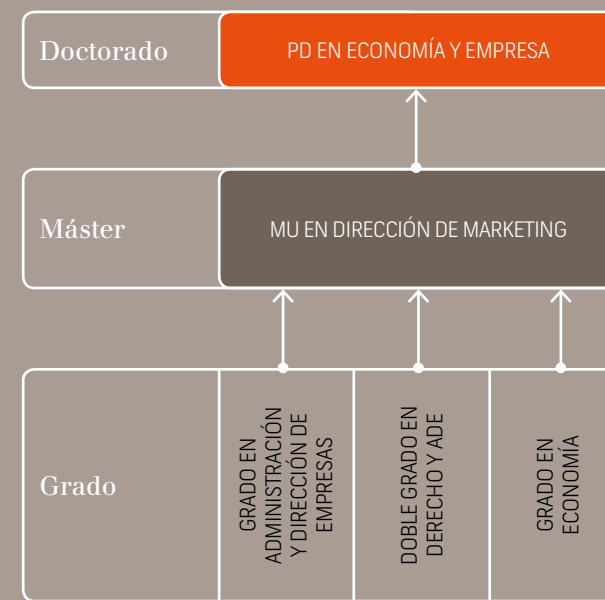 Doctorado
PD EN ECONOMÍA Y EMPRESA
Máster
MU EN DIRECCIÓN DE MARKETING
Grado
GRADO EN
ADMINISTRACIÓN
Y DIRECCIÓN DE
EMPRESAS
DOBLE GRADO EN
DERECHO Y ADE
GRADO EN
ECONOMÍA